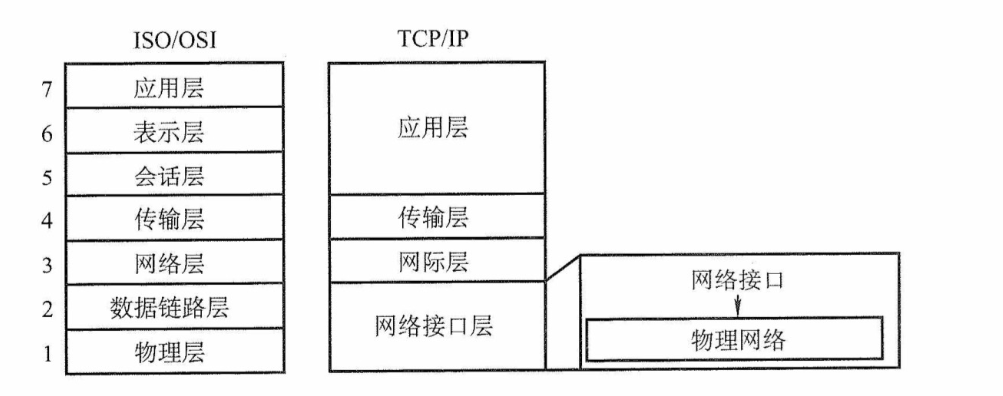 ISO/OSI TCP/IP
7 应用层
6 表示层
5 会话层
4 传输层
3 网络层
2 数据链路层
1 物理层
应用层
传输层
网际层
网络接口层
网络接口
物理网络